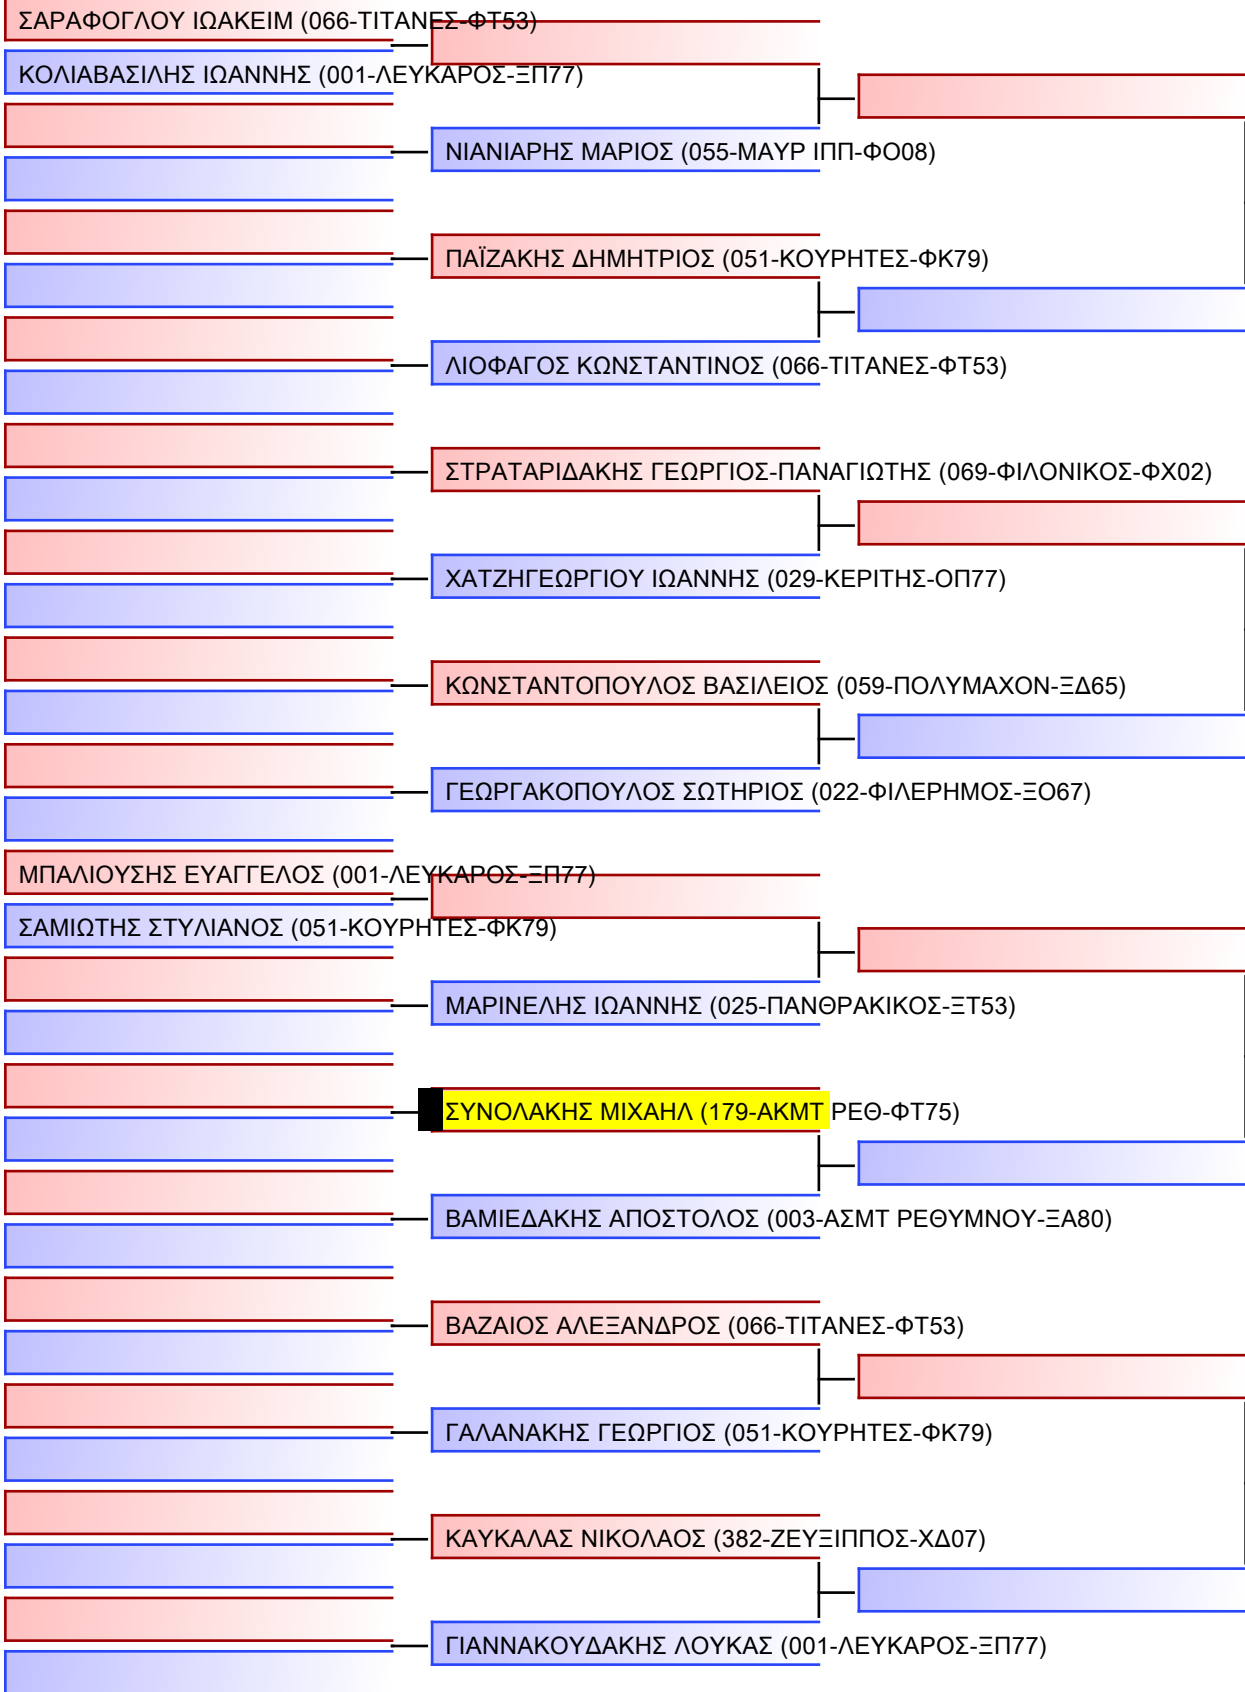 ΣΑΡΑΦΟΓΛΟΥ ΙΩΑΚΕΙΜ (066-ΤΙΤΑΝΕΣ-ΦΤ53)
ΚΟΛΙΑΒΑΣΙΛΗΣ ΙΩΑΝΝΗΣ (001-ΛΕΥΚΑΡΟΣ-ΞΠ77)
ΝΙΑΝΙΑΡΗΣ ΜΑΡΙΟΣ (055-ΜΑΥΡ ΙΠΠ-ΦΟ08)
ΠΑΪΖΑΚΗΣ ΔΗΜΗΤΡΙΟΣ (051-ΚΟΥΡΗΤΕΣ-ΦΚ79)
ΛΙΟΦΑΓΟΣ ΚΩΝΣΤΑΝΤΙΝΟΣ (066-ΤΙΤΑΝΕΣ-ΦΤ53)
ΣΤΡΑΤΑΡΙΔΑΚΗΣ ΓΕΩΡΓΙΟΣ-ΠΑΝΑΓΙΩΤΗΣ (069-ΦΙΛΟΝΙΚΟΣ-ΦΧ02)
ΧΑΤΖΗΓΕΩΡΓΙΟΥ ΙΩΑΝΝΗΣ (029-ΚΕΡΙΤΗΣ-ΟΠ77)
ΚΩΝΣΤΑΝΤΟΠΟΥΛΟΣ ΒΑΣΙΛΕΙΟΣ (059-ΠΟΛΥΜΑΧΟΝ-ΞΔ65)
ΓΕΩΡΓΑΚΟΠΟΥΛΟΣ ΣΩΤΗΡΙΟΣ (022-ΦΙΛΕΡΗΜΟΣ-ΞΟ67)
ΜΠΑΛΙΟΥΣΗΣ ΕΥΑΓΓΕΛΟΣ (001-ΛΕΥΚΑΡΟΣ-ΞΠ77)
ΣΑΜΙΩΤΗΣ ΣΤΥΛΙΑΝΟΣ (051-ΚΟΥΡΗΤΕΣ-ΦΚ79)
ΜΑΡΙΝΕΛΗΣ ΙΩΑΝΝΗΣ (025-ΠΑΝΘΡΑΚΙΚΟΣ-ΞΤ53)
ΣΥΝΟΛΑΚΗΣ ΜΙΧΑΗΛ (179-ΑΚΜΤ ΡΕΘ-ΦΤ75)
ΒΑΜΙΕΔΑΚΗΣ ΑΠΟΣΤΟΛΟΣ (003-ΑΣΜΤ ΡΕΘΥΜΝΟΥ-ΞΑ80)
ΒΑΖΑΙΟΣ ΑΛΕΞΑΝΔΡΟΣ (066-ΤΙΤΑΝΕΣ-ΦΤ53)
ΓΑΛΑΝΑΚΗΣ ΓΕΩΡΓΙΟΣ (051-ΚΟΥΡΗΤΕΣ-ΦΚ79)
ΚΑΥΚΑΛΑΣ ΝΙΚΟΛΑΟΣ (382-ΖΕΥΞΙΠΠΟΣ-ΧΔ07)
ΓΙΑΝΝΑΚΟΥΔΑΚΗΣ ΛΟΥΚΑΣ (001-ΛΕΥΚΑΡΟΣ-ΞΠ77)